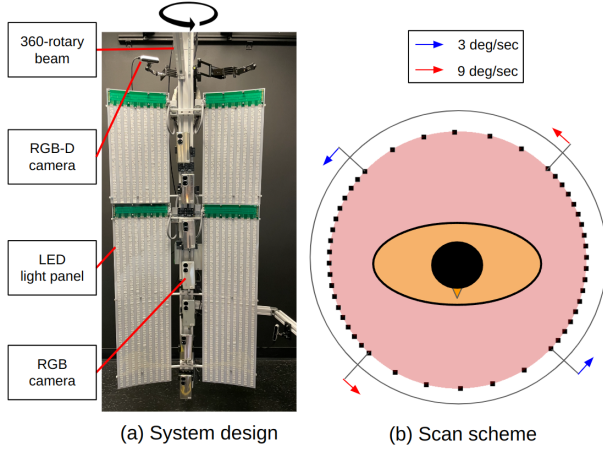 360-rotary
beam
RGB-D
camera
LED
light panel
RGB
camera
(a) System design
3 deg/sec
9 deg/sec
(b) Scan scheme